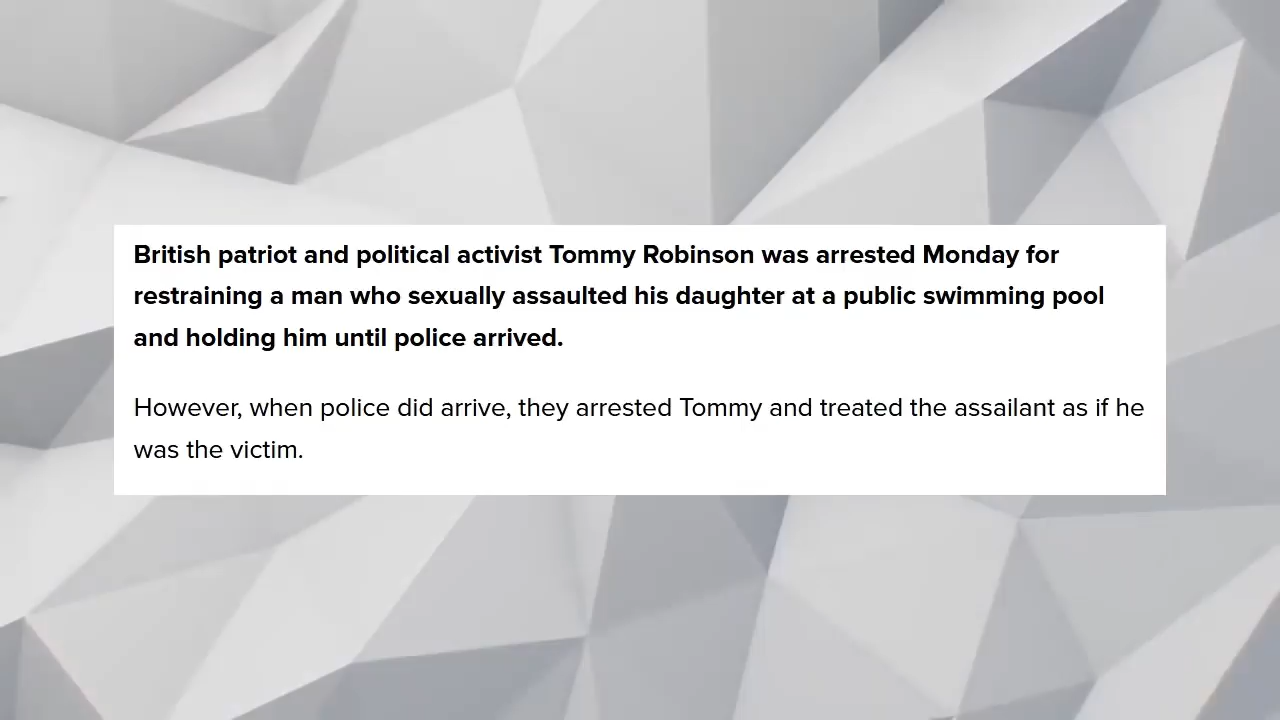 British patriot and political activist Tommy Robinson was arrested Monday for
restraining a man who sexually assaulted his daughter at a public swimming pool
and holding him until police arrived.
However, when police did arrive, they arrested Tommy and treated the assailant as if he
was the victim.